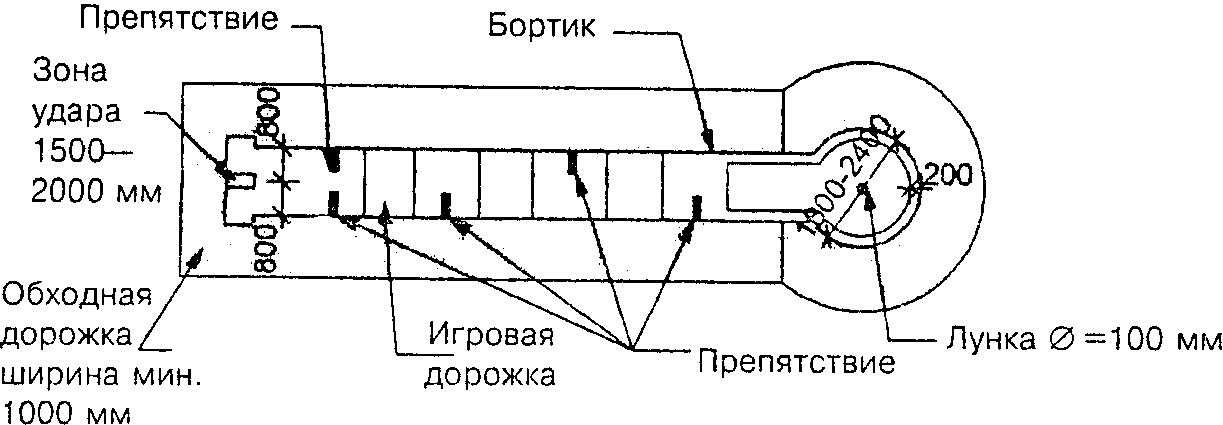 Препятствие
Бортик
Зона
удара
1500—
2000 мм
800
800
1800-2400
200
Обходная
дорожка
ширина мин.
1000 мм
Игровая
дорожка
Препятствие
Лунка ∅ =100 мм